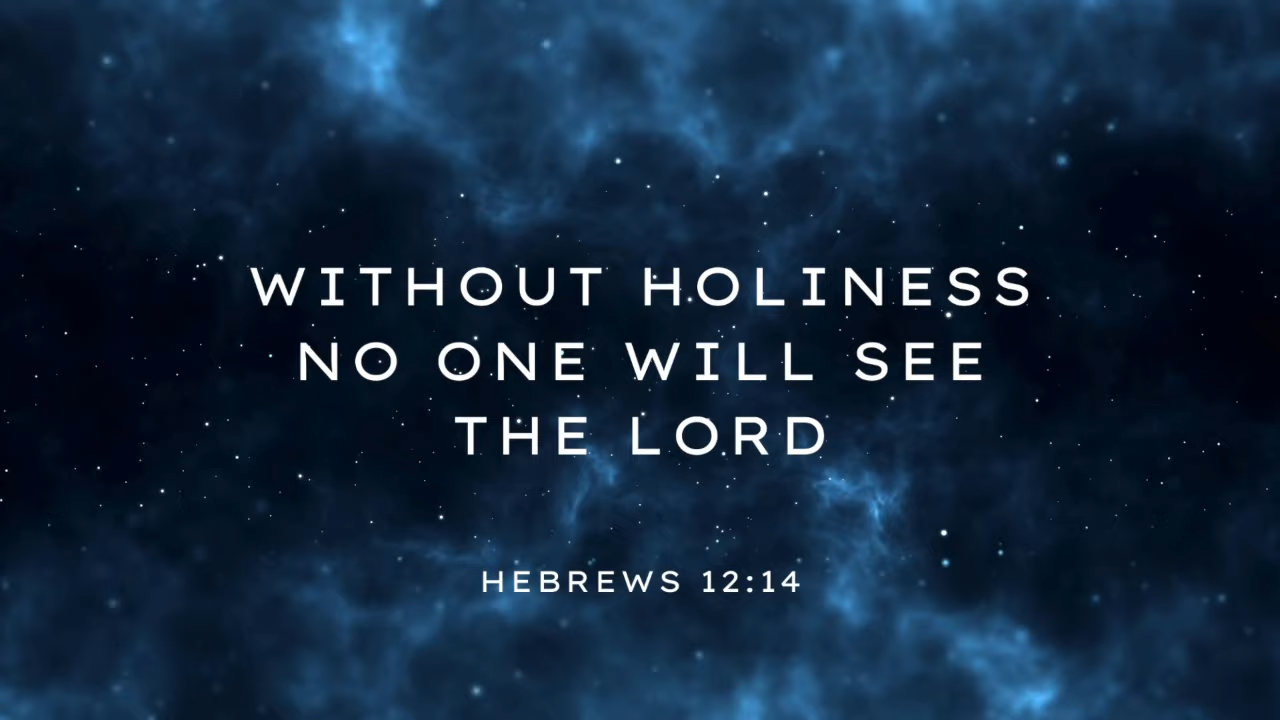 WITHOUT HOLINESS
NO ONE WILL SEE
THE LORD
HEBREWS 12:14